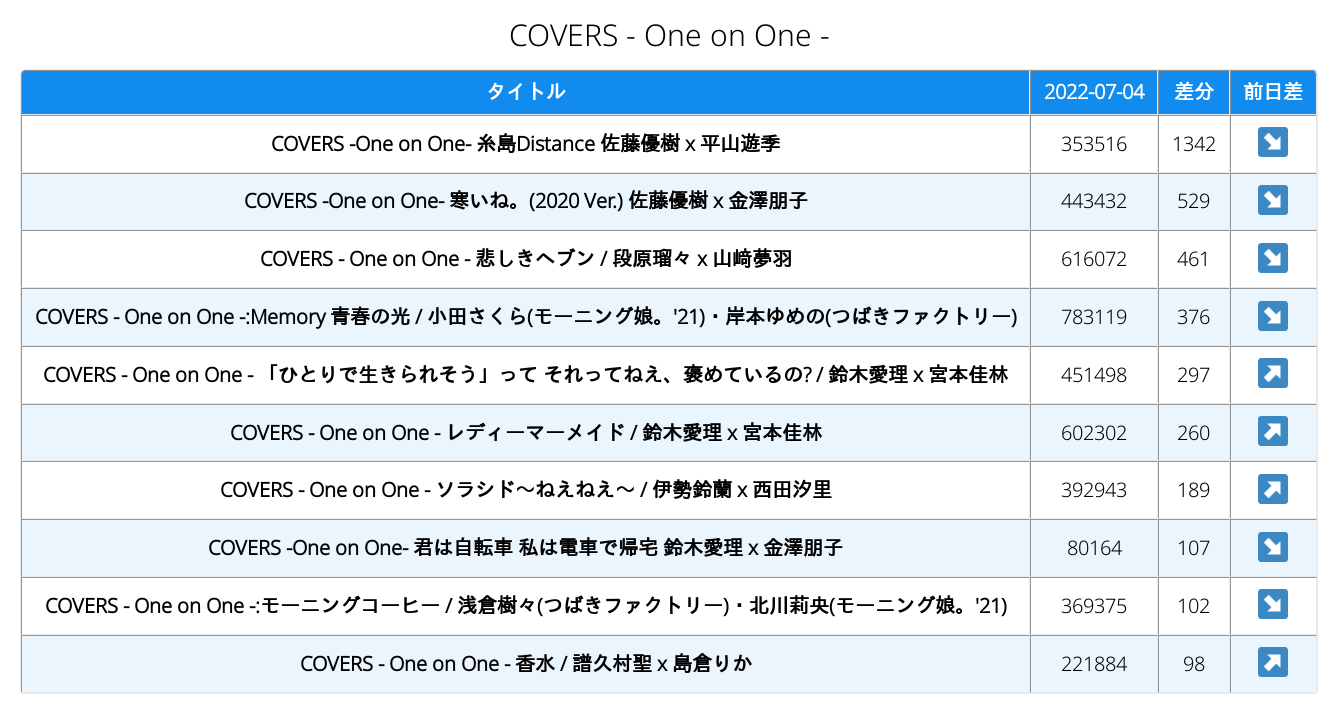 COVERS - One on One -
タイトル 2022-07-04 差分 前日差
COVERS -One on One- 糸島Distance 佐藤優樹 x 平山遊季 353516 1342
COVERS -One on One- 寒いね。(2020 Ver.) 佐藤優樹 x 金澤朋子 443432 529
COVERS - One on One - 悲しきヘブン / 段原瑠々 x 山﨑夢羽 616072 461
COVERS - One on One -:Memory 青春の光 / 小田さくら(モーニング娘。'21)・岸本ゆめの(つばきファクトリー) 783119 376
COVERS - One on One - 「ひとりで生きられそう」って それってねえ、褒めているの? / 鈴木愛理 x 宮本佳林 451498 297
COVERS - One on One - レディーマーメイド / 鈴木愛理 x 宮本佳林 602302 260
COVERS - One on One - ソラシド〜ねえねえ〜 / 伊勢鈴蘭 x 西田汐里 392943 189
COVERS -One on One- 君は自転車 私は電車で帰宅 鈴木愛理 x 金澤朋子 80164 107
COVERS - One on One -:モーニングコーヒー / 浅倉樹々(つばきファクトリー)・北川莉央(モーニング娘。'21) 369375 102
COVERS - One on One - 香水 / 譜久村聖 x 島倉りか 221884 98